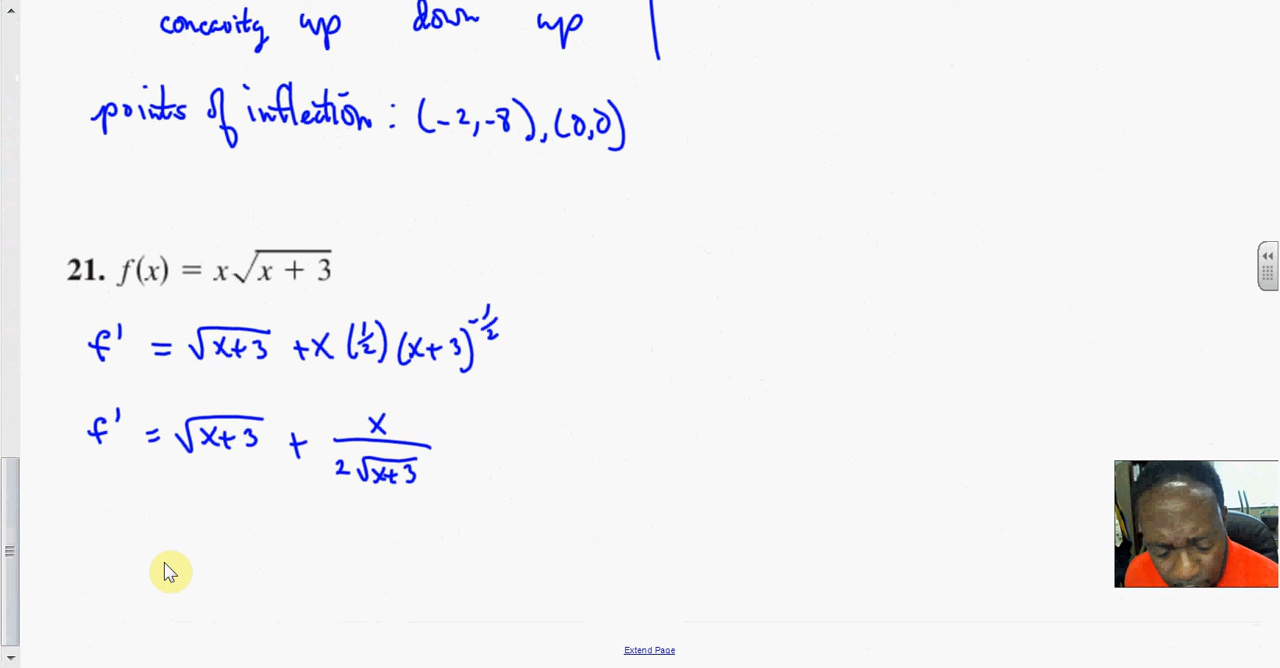 concavity up down up
points of inflection : (-2,-8), (0,0)
21. f(x) = x√(x + 3)
f' = √(x+3) + x (1/2) (x+3)^(-1/2)
f' = √(x+3) + x/(2√(x+3))
Extend Page